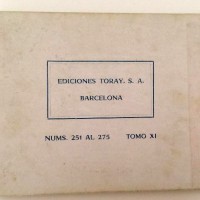 EDICIONES TORAY, S. A.
BARCELONA
NUMS. 251 AL 275 TOMO XI